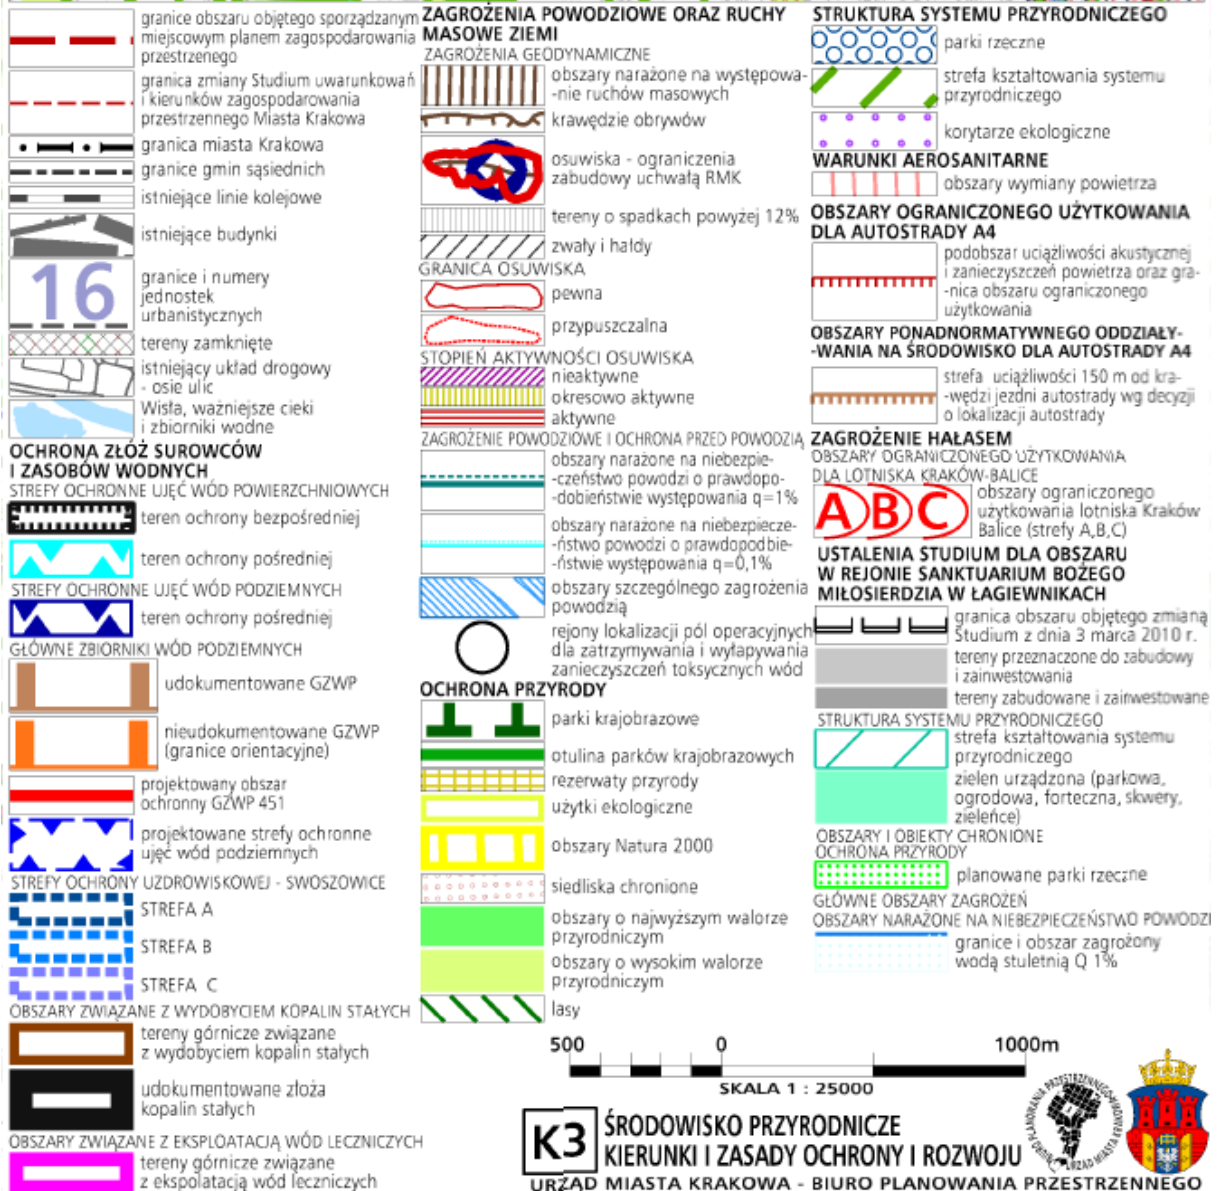 granice obszaru objętego sporządzanym
miejscowym planem zagospodarowania
przestrzenego
granica zmiany Studium uwarunkowań
i kierunków zagospodarowania
przestrzennego Miasta Krakowa
granica miasta Krakowa
granice gmin sąsiednich
istniejące linie kolejowe
istniejące budynki
16
granice i numery
jednostek
urbanistycznych
tereny zamknięte
istniejący układ drogowy
- osie ulic
Wisła, ważniejsze cieki
i zbiorniki wodne
OCHRONA ZŁÓŻ SUROWCÓW
I ZASOBÓW WODNYCH
STREFY OCHRONNE UJĘĆ WÓD POWIERZCHNIOWYCH
teren ochrony bezpośredniej
teren ochrony pośredniej
STREFY OCHRONNE UJĘĆ WÓD PODZIEMNYCH
teren ochrony pośredniej
GŁÓWNE ZBIORNIKI WÓD PODZIEMNYCH
udokumentowane GZWP
nieudokumentowane GZWP
(granice orientacyjne)
projektowany obszar
ochronny GZWP 451
projektowane strefy ochronne
ujęć wód podziemnych
STREFY OCHRONY UZDROWISKOWEJ - SWOSZOWICE
STREFA A
STREFA B
STREFA C
OBSZARY ZWIĄZANE Z WYDOBYCIEM KOPALIN STAŁYCH
tereny górnicze związane
z wydobyciem kopalin stałych
udokumentowane złoża
kopalin stałych
OBSZARY ZWIĄZANE Z EKSPLOATACJĄ WÓD LECZNICZYCH
tereny górnicze związane
z ekspolatacją wód leczniczych
ZAGROŻENIA POWODZIOWE ORAZ RUCHY
MASOWE ZIEMI
ZAGROŻENIA GEODYNAMICZNE
obszary narażone na występowa-
-nie ruchów masowych
krawędzie obrywów
osuwiska - ograniczenia
zabudowy uchwałą RMK
tereny o spadkach powyżej 12%
zwały i hałdy
GRANICA OSUWISKA
pewna
przypuszczalna
STOPIEŃ AKTYWNOŚCI OSUWISKA
nieaktywne
okresowo aktywne
aktywne
ZAGROŻENIE POWODZIOWE I OCHRONA PRZED POWODZIĄ
obszary narażone na niebezpie-
-czeństwo powodzi o prawdopo-
-dobieństwie występowania q=1%
obszary narażone na niebezpiecze-
-ństwo powodzi o prawdopodbie-
-ństwie występowania q=0,1%
obszary szczególnego zagrożenia
powodzią
rejony lokalizacji pól operacyjnych
dla zatrzymywania i wyłapywania
zanieczyszczeń toksycznych wód
OCHRONA PRZYRODY
parki krajobrazowe
otulina parków krajobrazowych
rezerwaty przyrody
użytki ekologiczne
obszary Natura 2000
siedliska chronione
obszary o najwyższym walorze
przyrodniczym
obszary o wysokim walorze
przyrodniczym
lasy
STRUKTURA SYSTEMU PRZYRODNICZEGO
parki rzeczne
strefa kształtowania systemu
przyrodniczego
korytarze ekologiczne
WARUNKI AEROSANITARNE
obszary wymiany powietrza
OBSZARY OGRANICZONEGO UŻYTKOWANIA
DLA AUTOSTRADY A4
podobszar uciążliwości akustycznej
i zanieczyszczeń powietrza oraz gra-
-nica obszaru ograniczonego
użytkowania
OBSZARY PONADNORMATYWNEGO ODDZIAŁY-
-WANIA NA ŚRODOWISKO DLA AUTOSTRADY A4
strefa uciążliwości 150 m od kra-
-wędzi jezdni autostrady wg decyzji
o lokalizacji autostrady
ZAGROŻENIE HAŁASEM
OBSZARY OGRANICZONEGO UŻYTKOWANIA
DLA LOTNISKA KRAKÓW-BALICE
A B C
obszary ograniczonego
użytkowania lotniska Kraków
Balice (strefy A,B,C)
USTALENIA STUDIUM DLA OBSZARU
W REJONIE SANKTUARIUM BOŻEGO
MIŁOSIERDZIA W ŁAGIEWNIKACH
granica obszaru objętego zmianą
Studium z dnia 3 marca 2010 r.
tereny przeznaczone do zabudowy
i zainwestowania
tereny zabudowane i zainwestowane
STRUKTURA SYSTEMU PRZYRODNICZEGO
strefa kształtowania systemu
przyrodniczego
zieleń urządzona (parkowa,
ogrodowa, forteczna, skwery,
zieleńce)
OBSZARY I OBIEKTY CHRONIONE
OCHRONA PRZYRODY
planowane parki rzeczne
GŁÓWNE OBSZARY ZAGROŻEŃ
OBSZARY NARAŻONE NA NIEBEZPIECZEŃSTWO POWODZI
granice i obszar zagrożony
wodą stuletnią Q 1%
500 0 1000m
SKALA 1 : 25000
K3
ŚRODOWISKO PRZYRODNICZE
KIERUNKI I ZASADY OCHRONY I ROZWOJU
URZĄD MIASTA KRAKOWA - BIURO PLANOWANIA PRZESTRZENNEGO